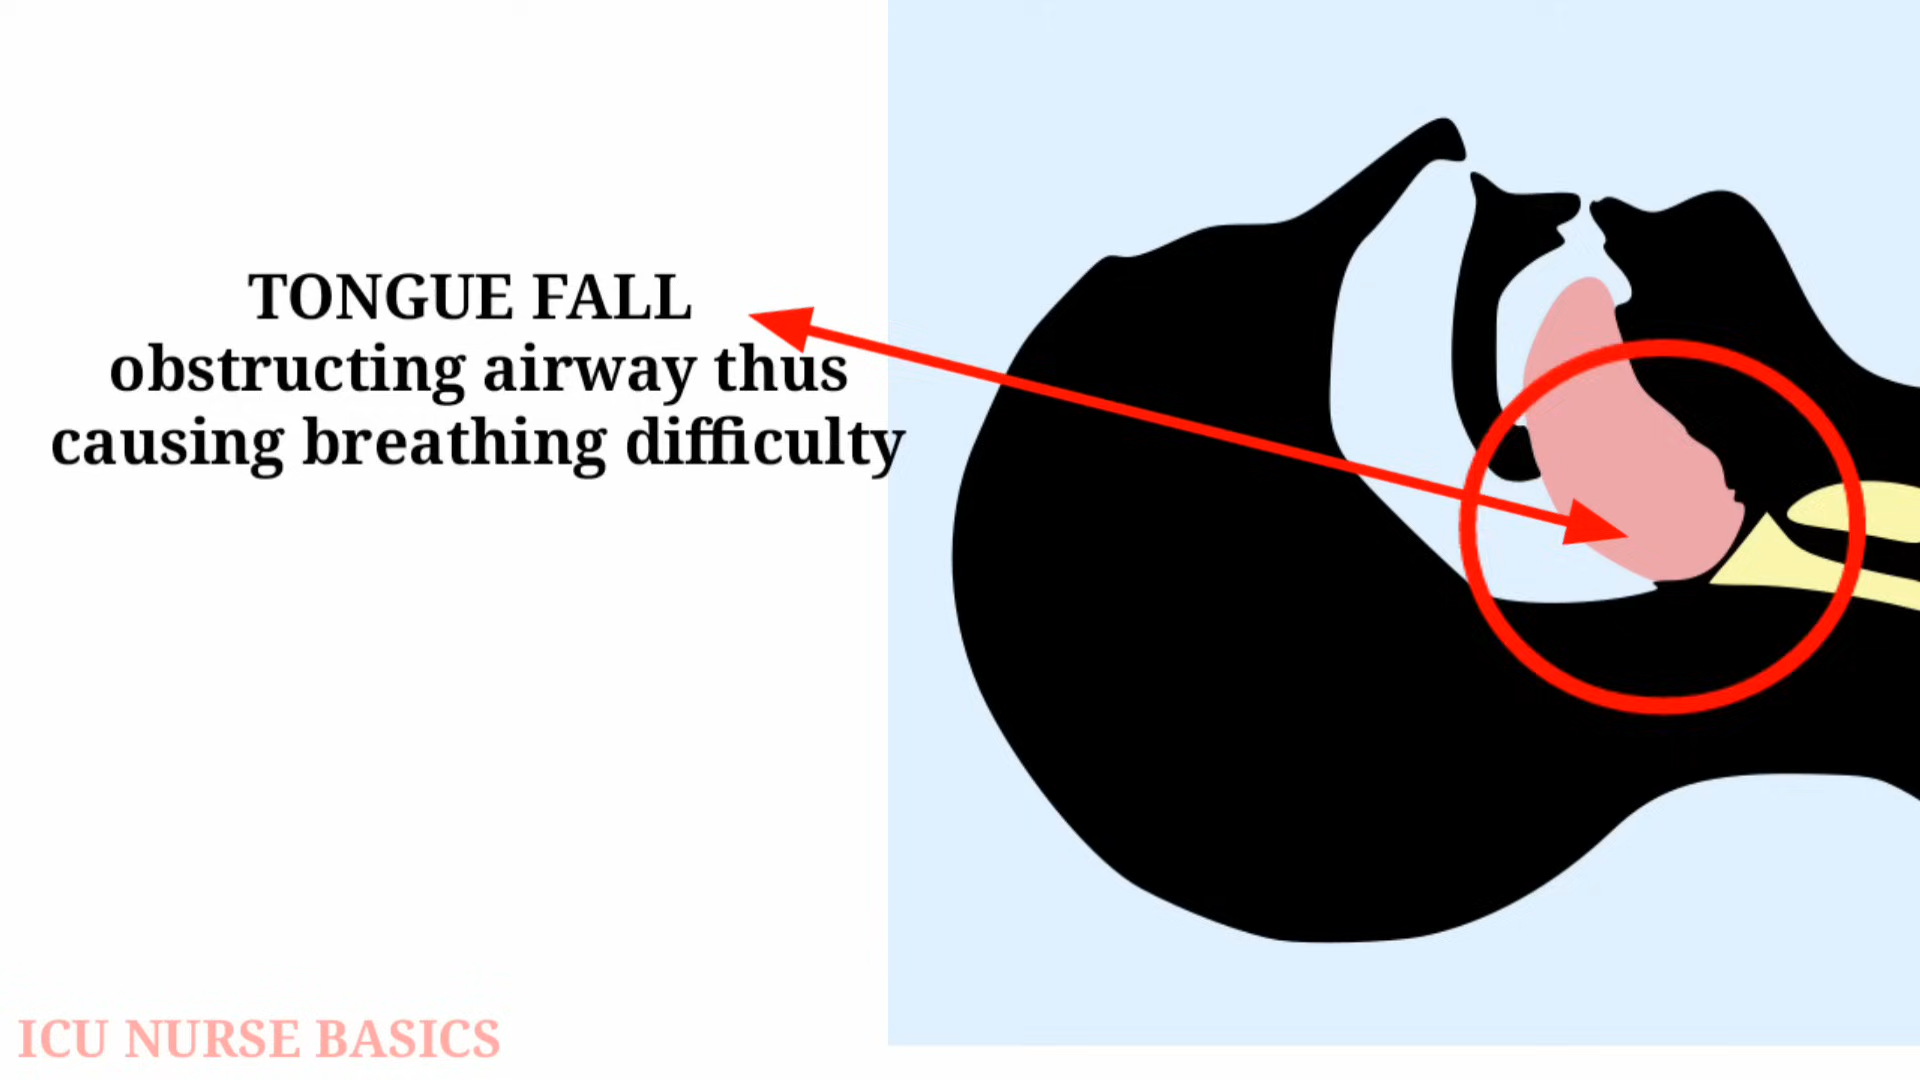 TONGUE FALL
obstructing airway thus
causing breathing difficulty
ICU NURSE BASICS